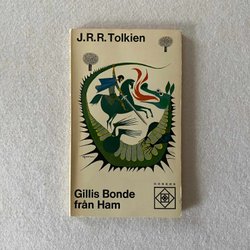 J.R.R. Tolkien
Gillis Bonde
från Ham